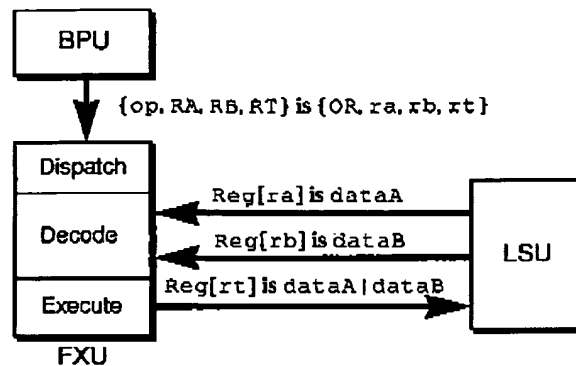 BPU
{op, RA, RB, RT} is {OR, ra, rb, rt}
Dispatch
Reg[ra] is dataA
Decode
Reg[rb] is dataB
LSU
Reg[rt] is dataA|dataB
Execute
FXU